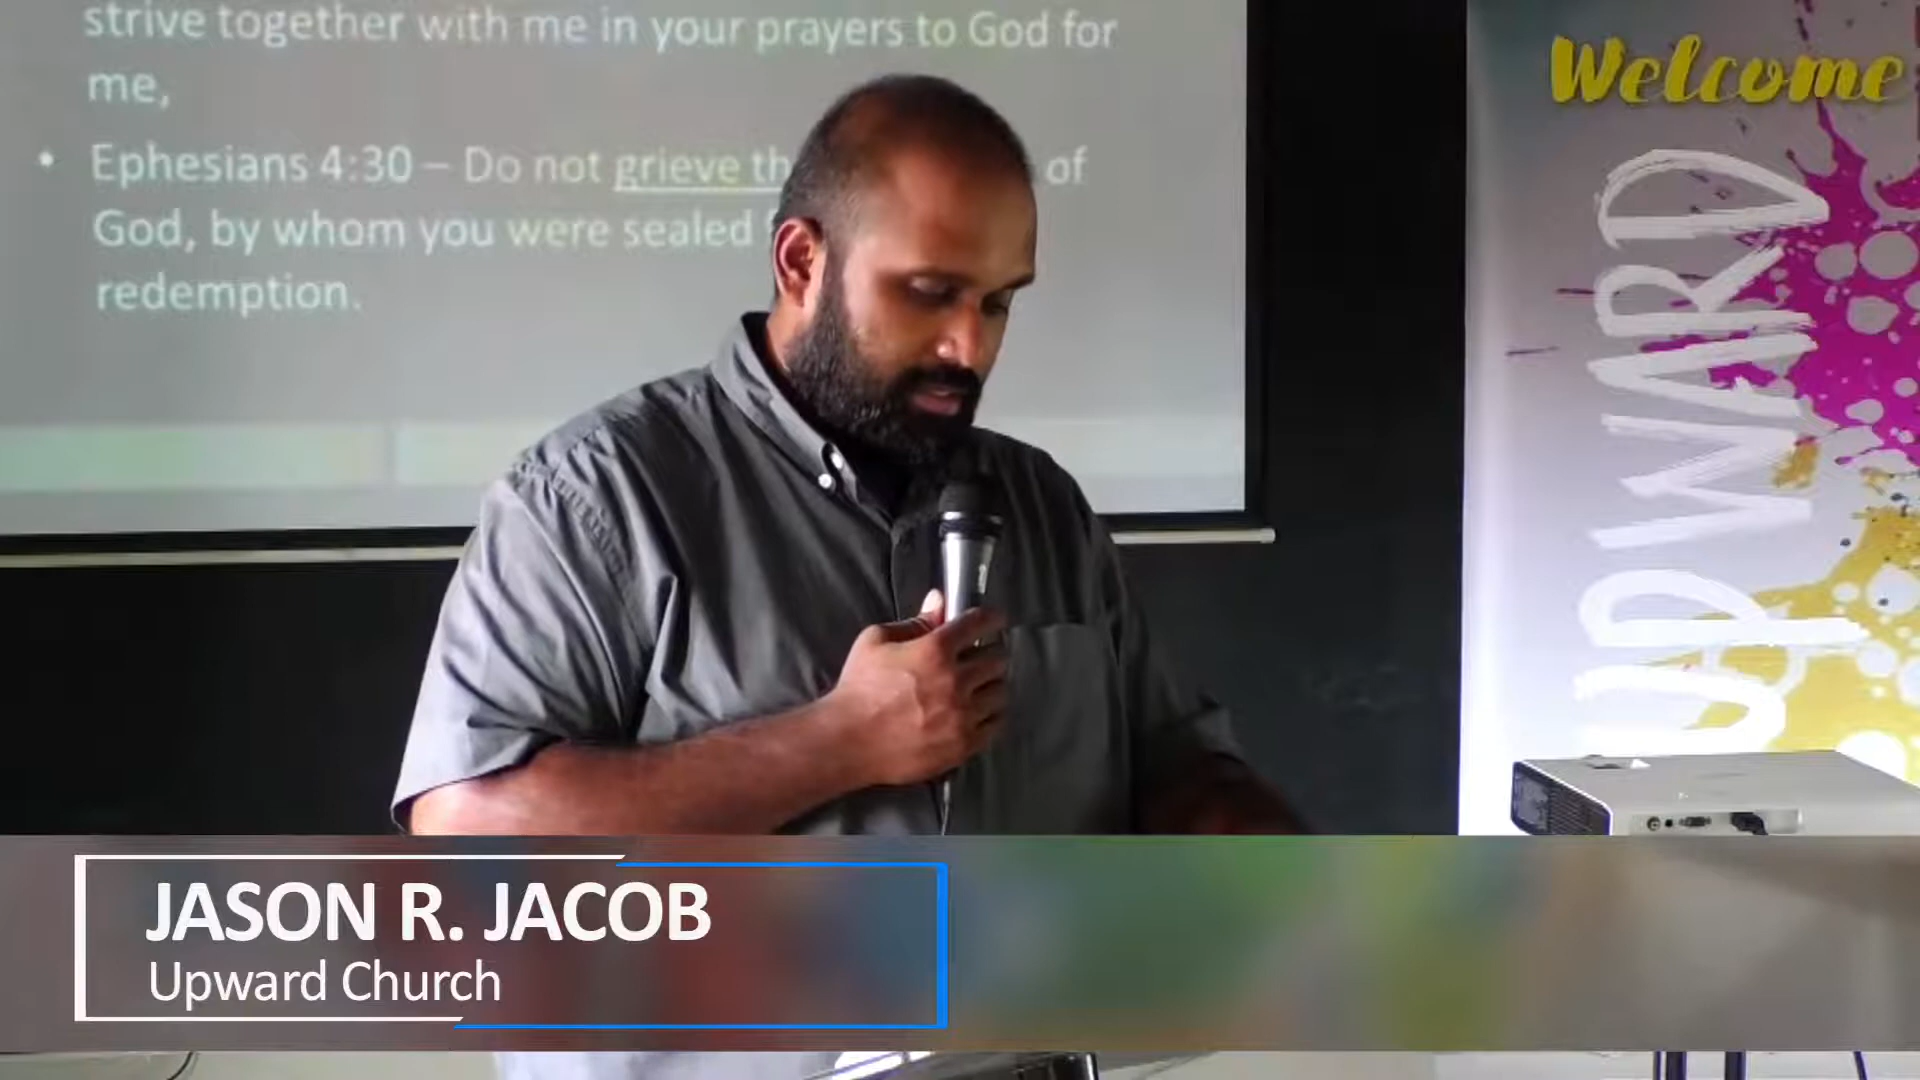 strive together with me in your prayers to God for
me,
• Ephesians 4:30 – Do not grieve th of
God, by whom you were sealed
redemption.
Welcome
UPWARD
JASON R. JACOB
Upward Church